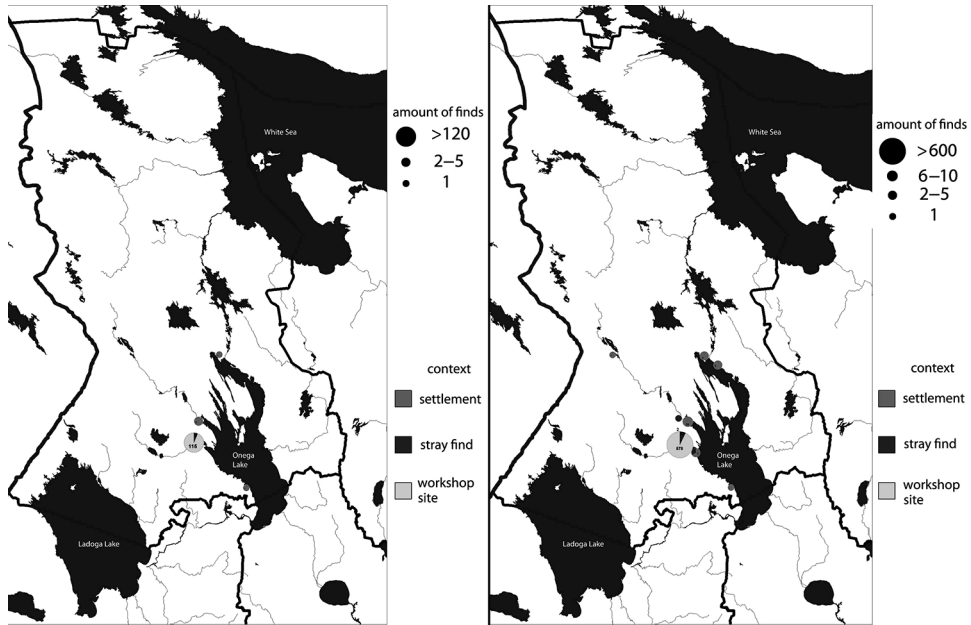 White Sea
Onega
Lake
Ladoga Lake
amount of finds
>120
2–5
1
context
settlement
stray find
workshop
site
White Sea
Onega
Lake
Ladoga Lake
amount of finds
>600
6–10
2–5
1
context
settlement
stray find
workshop
site